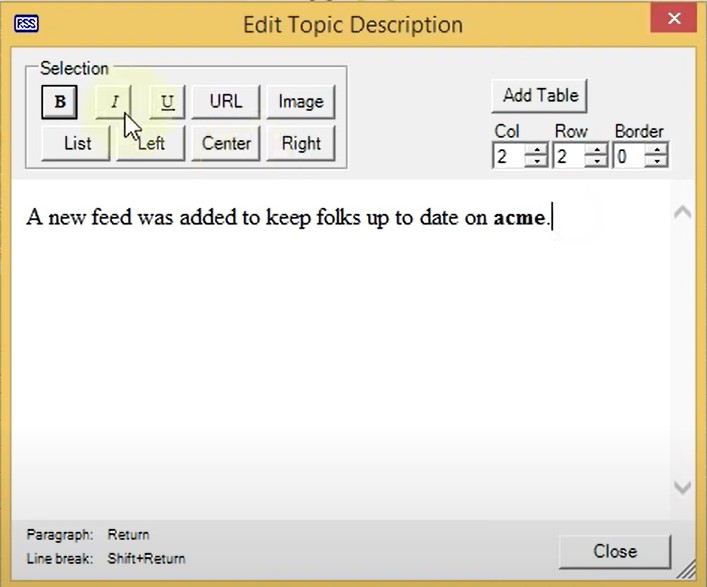 RSS
Edit Topic Description
Selection
B I U URL Image
List Left Center Right
Add Table
Col Row Border
2 2 0
A new feed was added to keep folks up to date on acme.
Paragraph: Return
Line break: Shift+Return
Close